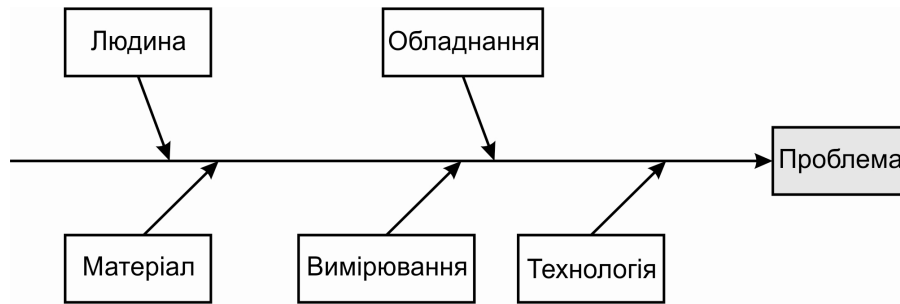 Людина
Обладнання
Проблема
Матеріал
Вимірювання
Технологія